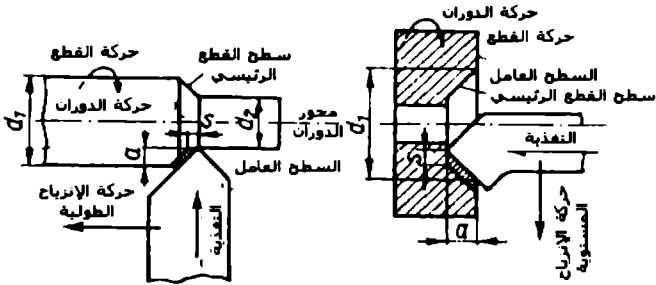 حركة الدوران
حركة القطع
حركة القطع
سطح القطع
الرئيسي
d₁
حركة الدوران
S
d₂
محور
الدوران
a
السطح العامل
حركة الإنزياح
الطولية
التغذية
السطح العامل
سطح القطع الرئيسي
d₁
S
التغذية
a
حركة الإنزياح
المستوية